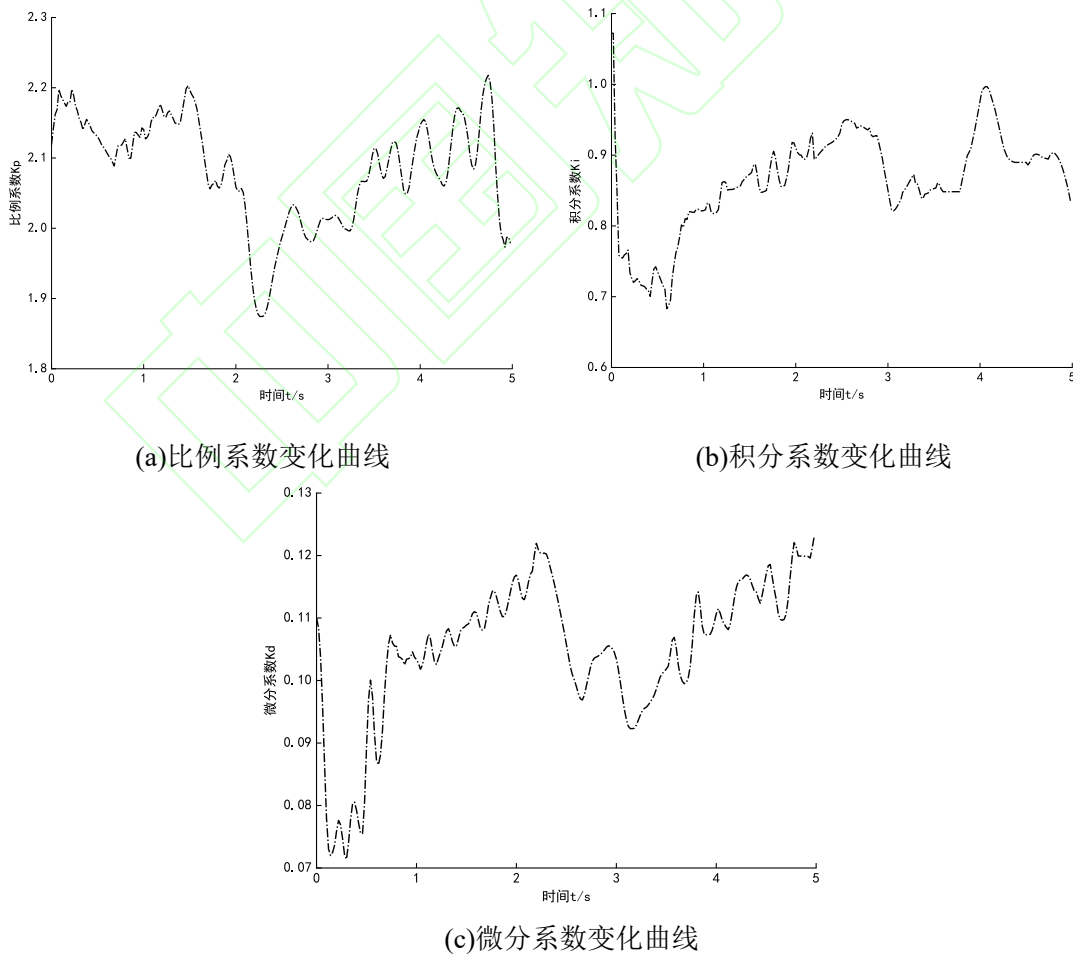 2.3
2.2
2.1
2.0
1.9
1.8
比例系数Kp
0 1 2 3 4 5
时间t/s
(a)比例系数变化曲线
1.1
1.0
0.9
0.8
0.7
0.6
积分系数Ki
0 1 2 3 4 5
时间t/s
(b)积分系数变化曲线
0.13
0.12
0.11
0.10
0.09
0.08
0.07
微分系数Kd
0 1 2 3 4 5
时间t/s
(c)微分系数变化曲线